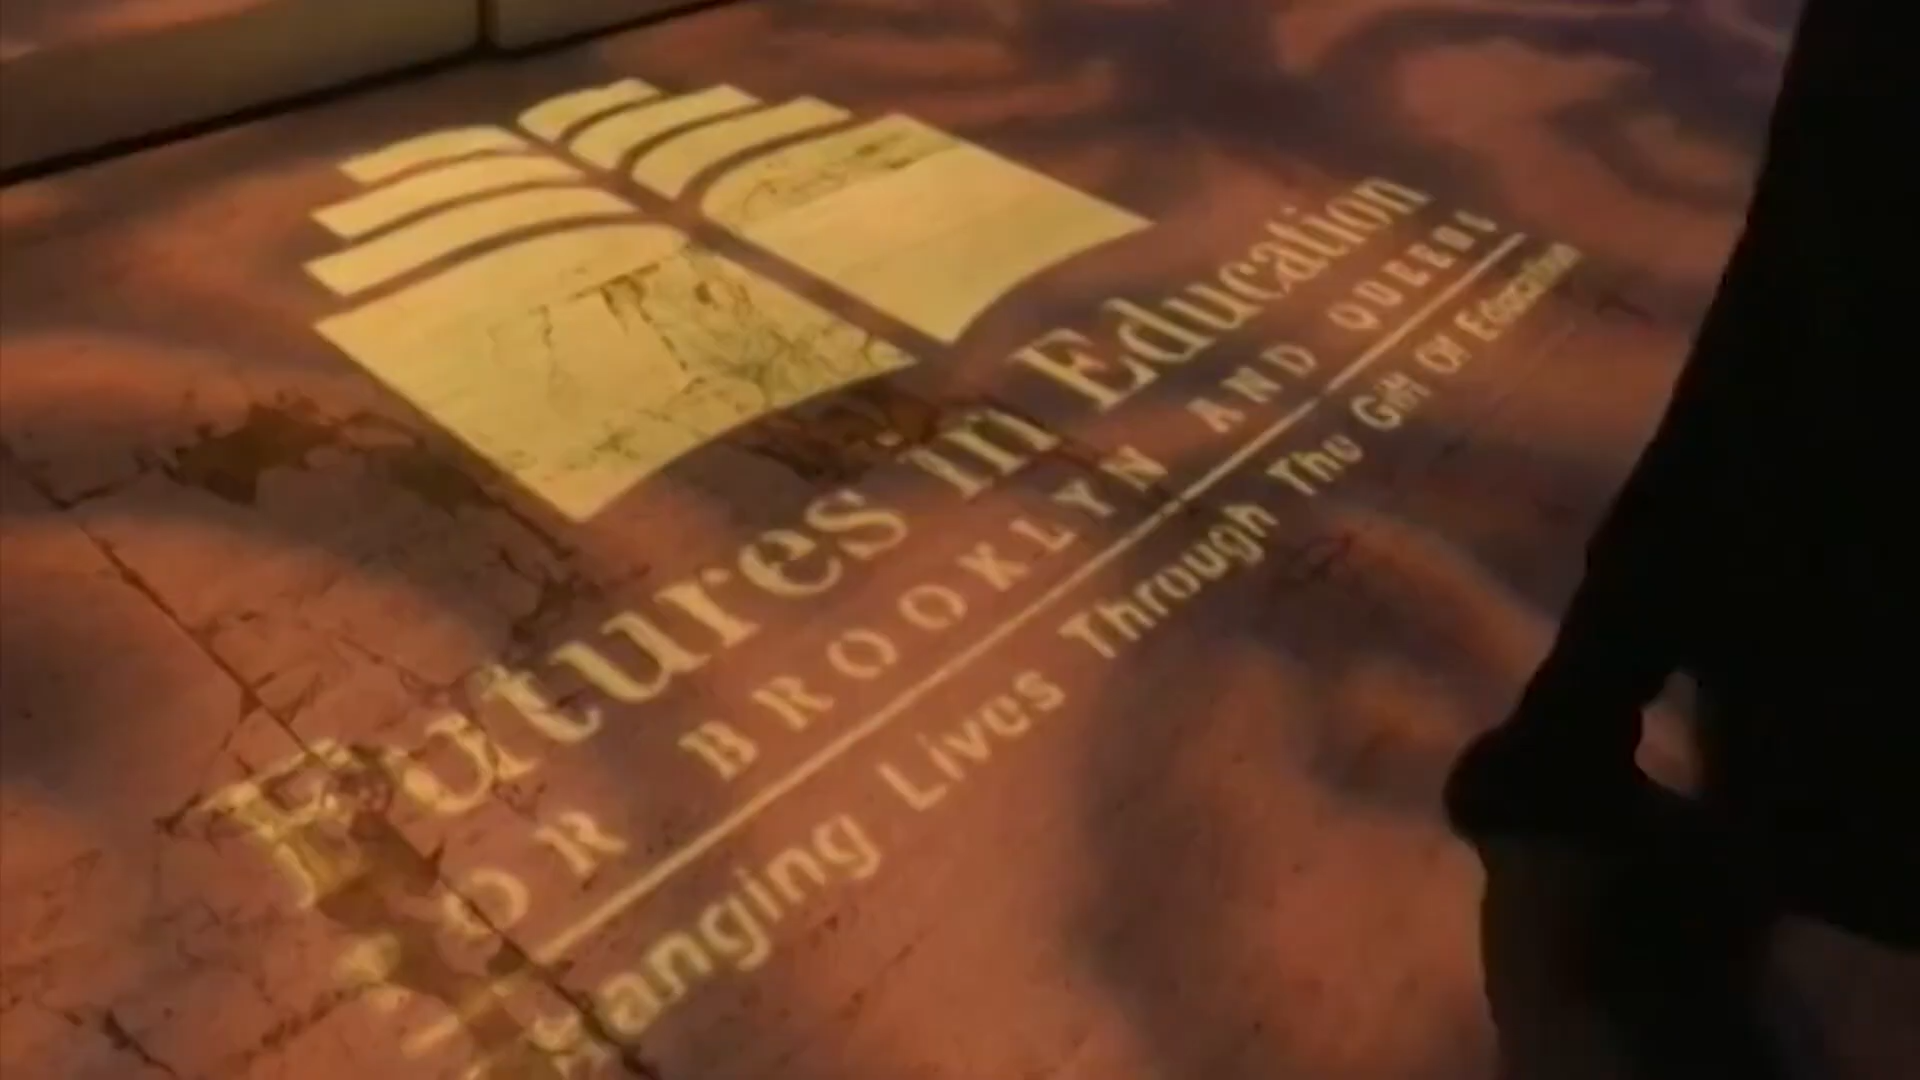 Futures in Education
FOR BROOKLYN AND QUEENS
Changing Lives Through The Gift Of Education